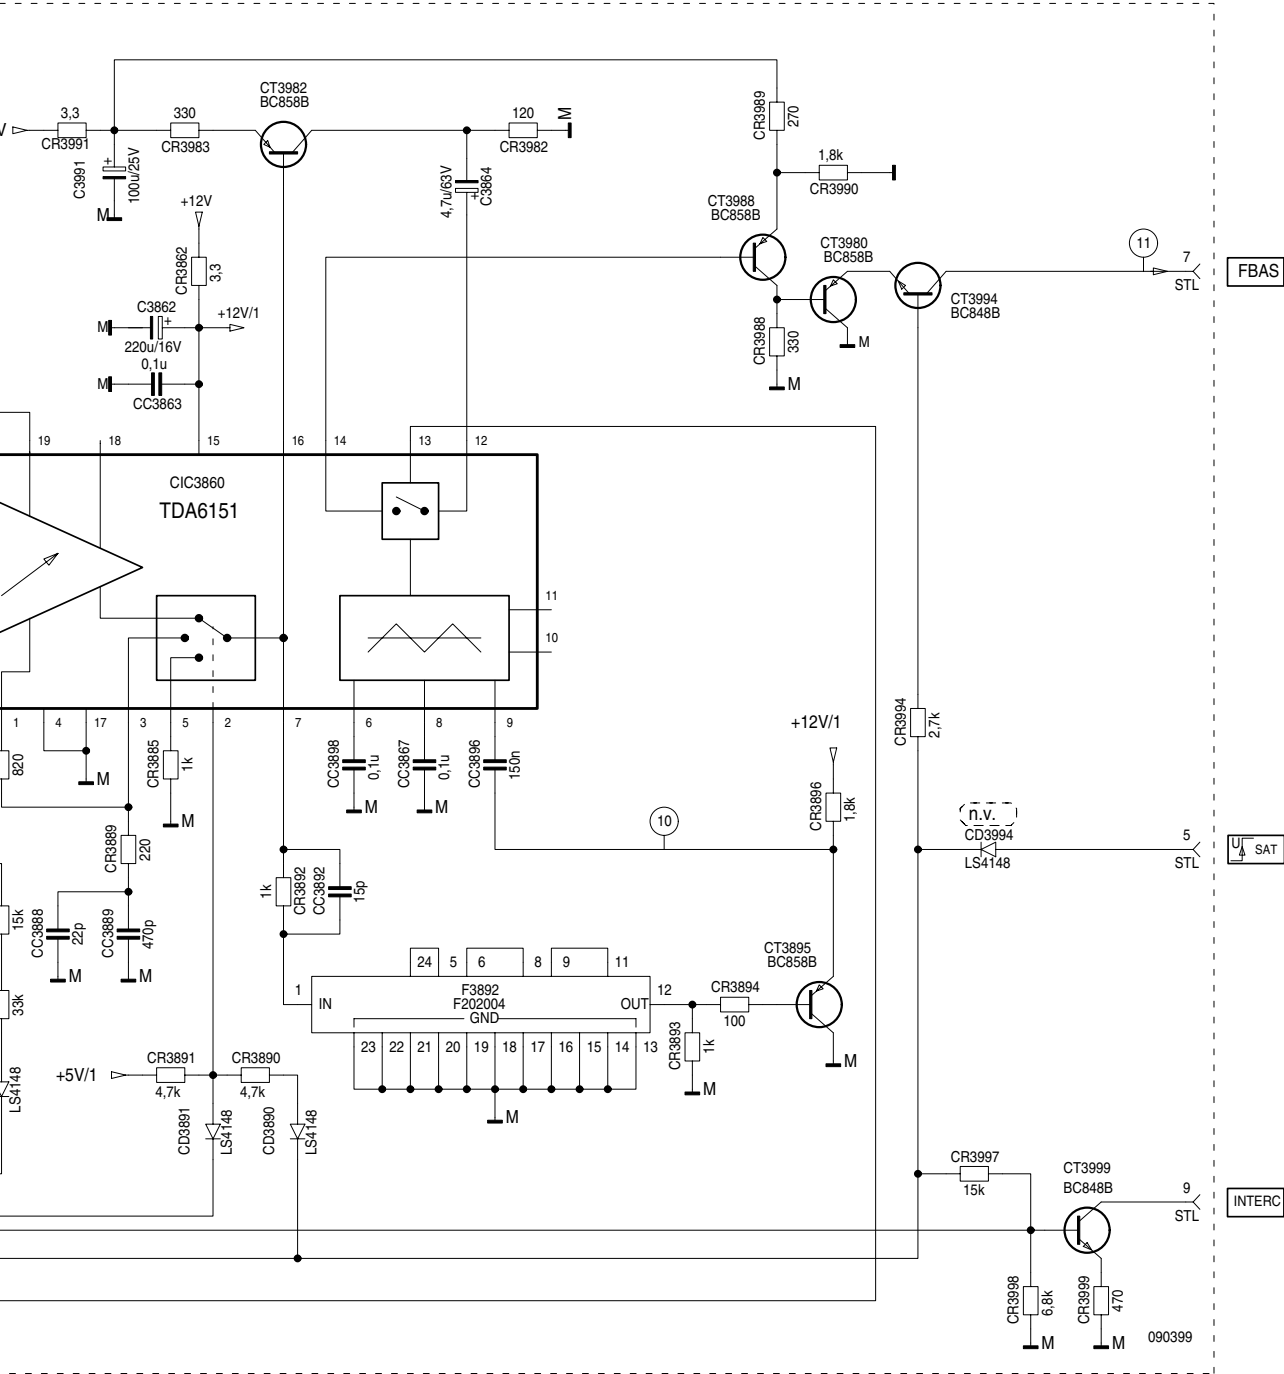 CT3982
BC858B
3,3
CR3991
330
CR3983
120
CR3982
M
V
C3991
+
100u/25V
M
4,7u/63V
C3864
+
CR3989
270
1,8k
CR3990
+12V
CR3862
3,3
C3862
+
+12V/1
M
220u/16V
0,1u
M
CC3863
CT3988
BC858B
CT3980
BC858B
CT3994
BC848B
CR3988
330
M
M
11
7
STL
FBAS
19
18
15
16
14
13
12
CIC3860
TDA6151
11
10
1
4
17
3
5
2
7
6
8
9
820
M
CR3885
1k
M
CC3898
0,1u
M
CC3867
0,1u
M
CC3896
150n
+12V/1
CR3896
1,8k
CR3994
2,7k
10
n.v.
CD3994
LS4148
5
STL
U
SAT
CR3889
220
15k
CC3888
22p
M
CC3889
470p
M
1k
CR3892
CC3892
15p
33k
1
IN
24
5
6
8
9
11
F3892
F202004
GND
OUT
12
23
22
21
20
19
18
17
16
15
14
13
M
CR3893
1k
M
CR3894
100
CT3895
BC858B
M
LS4148
+5V/1
CR3891
4,7k
CR3890
4,7k
CD3891
LS4148
CD3890
LS4148
CR3997
15k
CT3999
BC848B
9
STL
INTERC
CR3998
6,8k
M
CR3999
470
M
090399